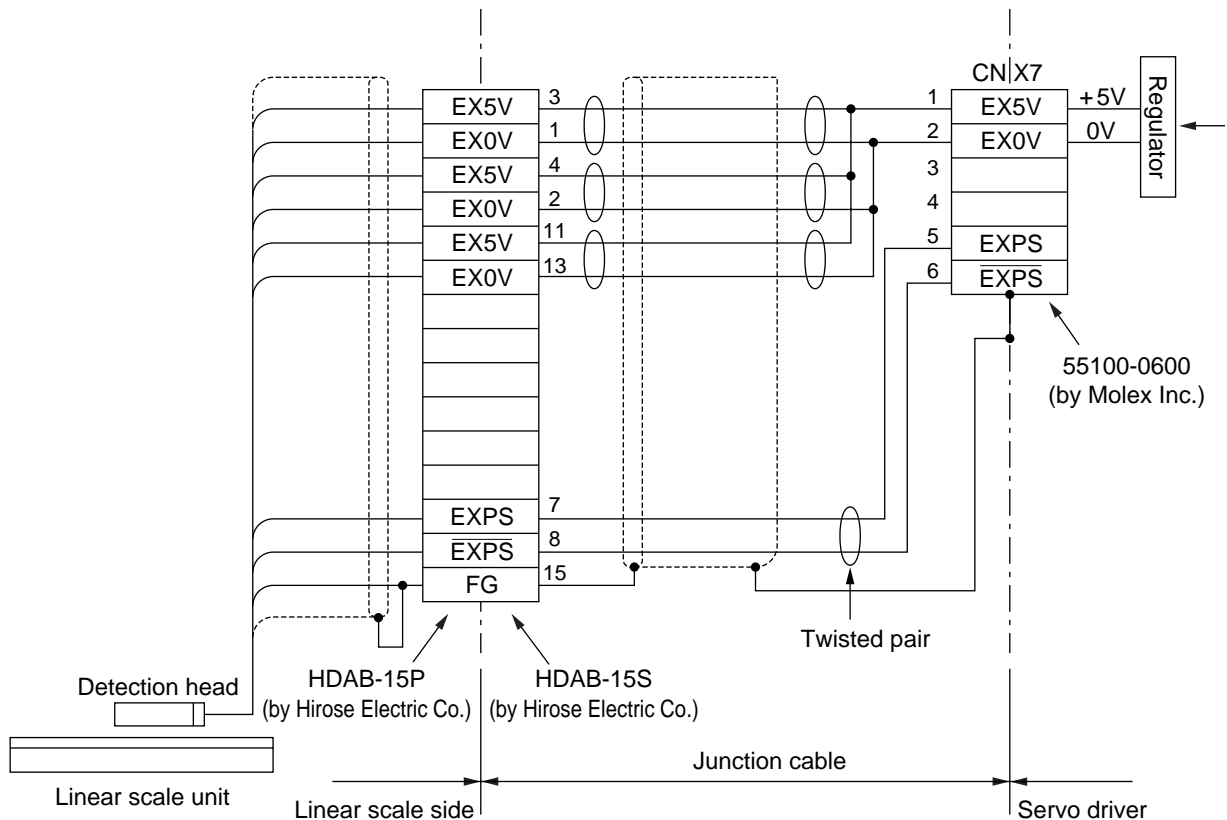 CN X7
EX5V 3 1 EX5V +5V
EX0V 1 2 EX0V 0V
Regulator
EX5V 4 3
EX0V 2 4
EX5V 11 5 EXPS
EX0V 13 6 E̅X̅P̅S̅
55100-0600
(by Molex Inc.)
EXPS 7
E̅X̅P̅S̅ 8
FG 15
Twisted pair
HDAB-15P
(by Hirose Electric Co.)
HDAB-15S
(by Hirose Electric Co.)
Detection head
Linear scale unit
Junction cable
Linear scale side
Servo driver